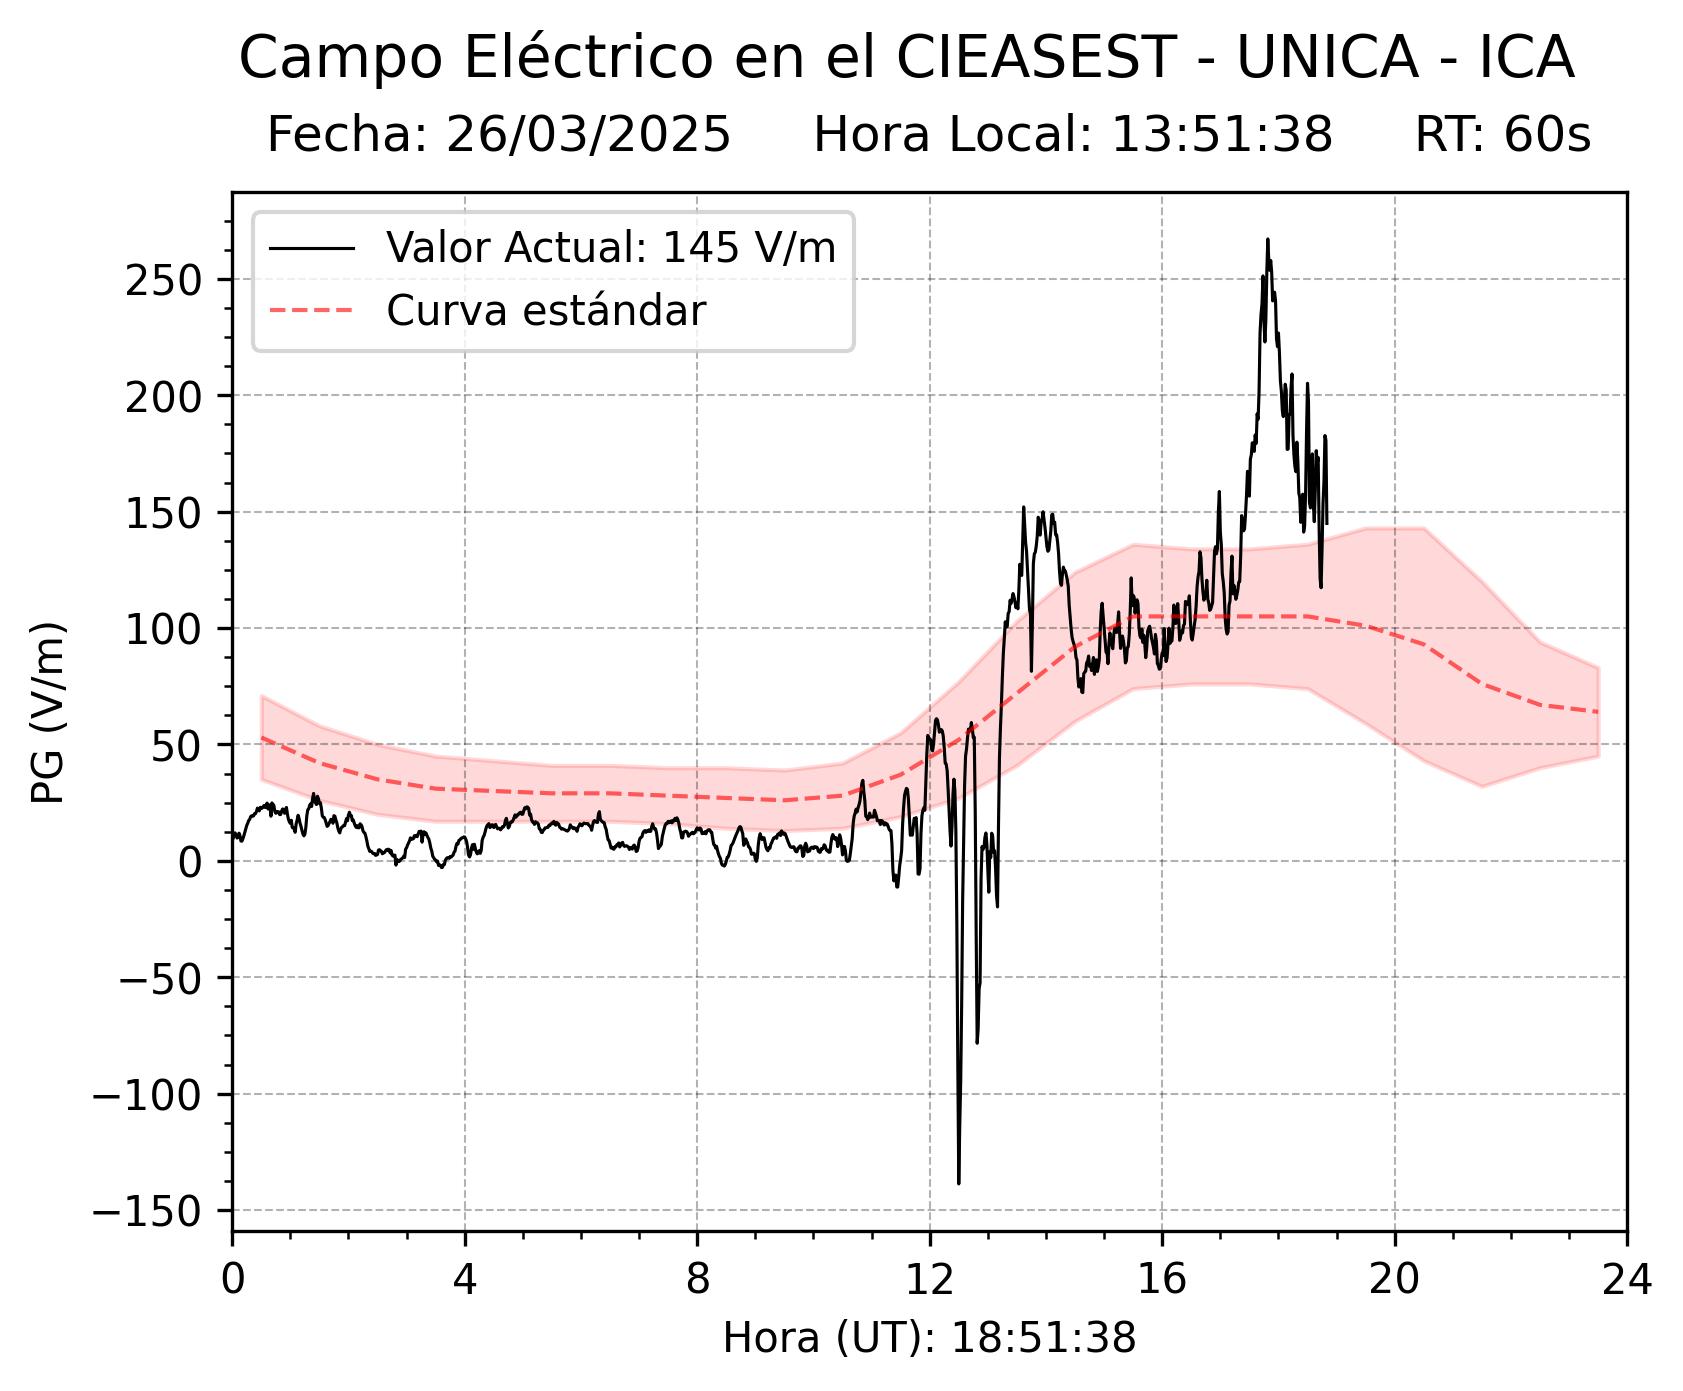 Campo Eléctrico en el CIEASEST - UNICA - ICA
Fecha: 26/03/2025 Hora Local: 13:51:38 RT: 60s
Valor Actual: 145 V/m
Curva estándar
250
200
150
100
50
0
−50
−100
−150
PG (V/m)
0 4 8 12 16 20 24
Hora (UT): 18:51:38